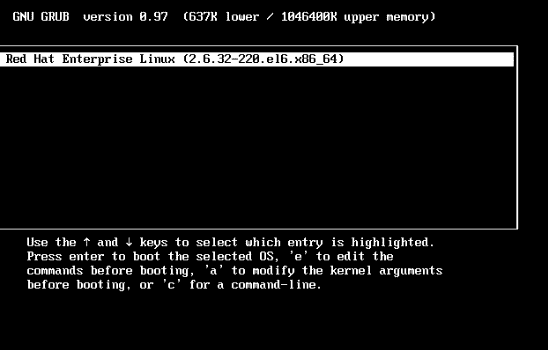 GNU GRUB  version 0.97  (637K lower / 1046400K upper memory)
Red Hat Enterprise Linux (2.6.32-220.el6.x86_64)
Use the ↑ and ↓ keys to select which entry is highlighted.
Press enter to boot the selected OS, 'e' to edit the
commands before booting, 'a' to modify the kernel arguments
before booting, or 'c' for a command-line.